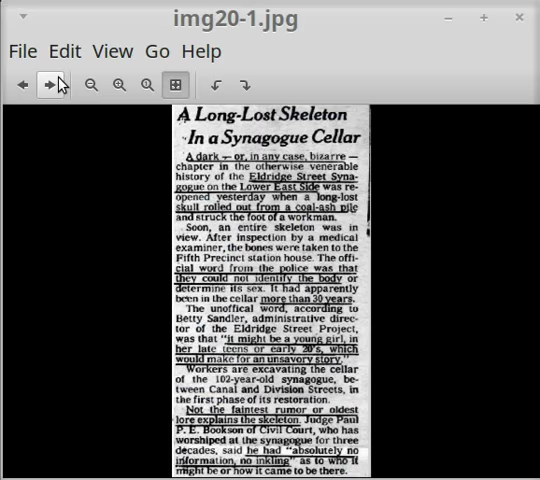 img20-1.jpg
File Edit View Go Help
A Long-Lost Skeleton
In a Synagogue Cellar
A dark — or, in any case, bizarre —
chapter in the otherwise venerable
history of the Eldridge Street Syna-
gogue on the Lower East Side was re-
opened yesterday when a long-lost
skull rolled out from a coal-ash pile
and struck the foot of a workman.
Soon, an entire skeleton was in
view. After inspection by a medical
examiner, the bones were taken to the
Fifth Precinct station house. The offi-
cial word from the police was that
they could not identify the body or
determine its sex. It had apparently
been in the cellar more than 30 years.
The unoffical word, according to
Betty Sandler, administrative direc-
tor of the Eldridge Street Project,
was that "it might be a young girl, in
her late teens or early 20's, which
would make for an unsavory story."
Workers are excavating the cellar
of the 102-year-old synagogue, be-
tween Canal and Division Streets, in
the first phase of its restoration.
Not the faintest rumor or oldest
lore explains the skeleton. Judge Paul
P. E. Bookson of Civil Court, who has
worshiped at the synagogue for three
decades, said he had "absolutely no
information, no inkling" as to who it
might be or how it came to be there.